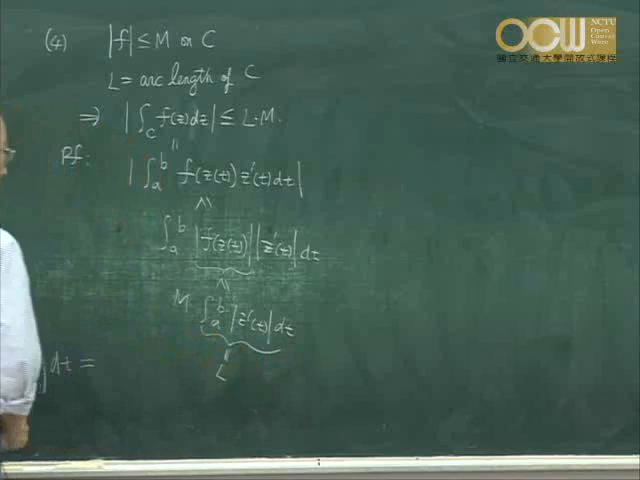 OCW NCTU Open Course Ware
國立交通大學開放式課程
(4) |f| ≤ M on C
L = arc length of C
⇒ |∫_C f(z)dz| ≤ L·M.
Pf: =
|∫_a^b f(z(t)) z'(t)dt|
≤
∫_a^b |f(z(t))| |z'(t)| dt
≤
M ∫_a^b |z'(t)| dt
=
L
dt =